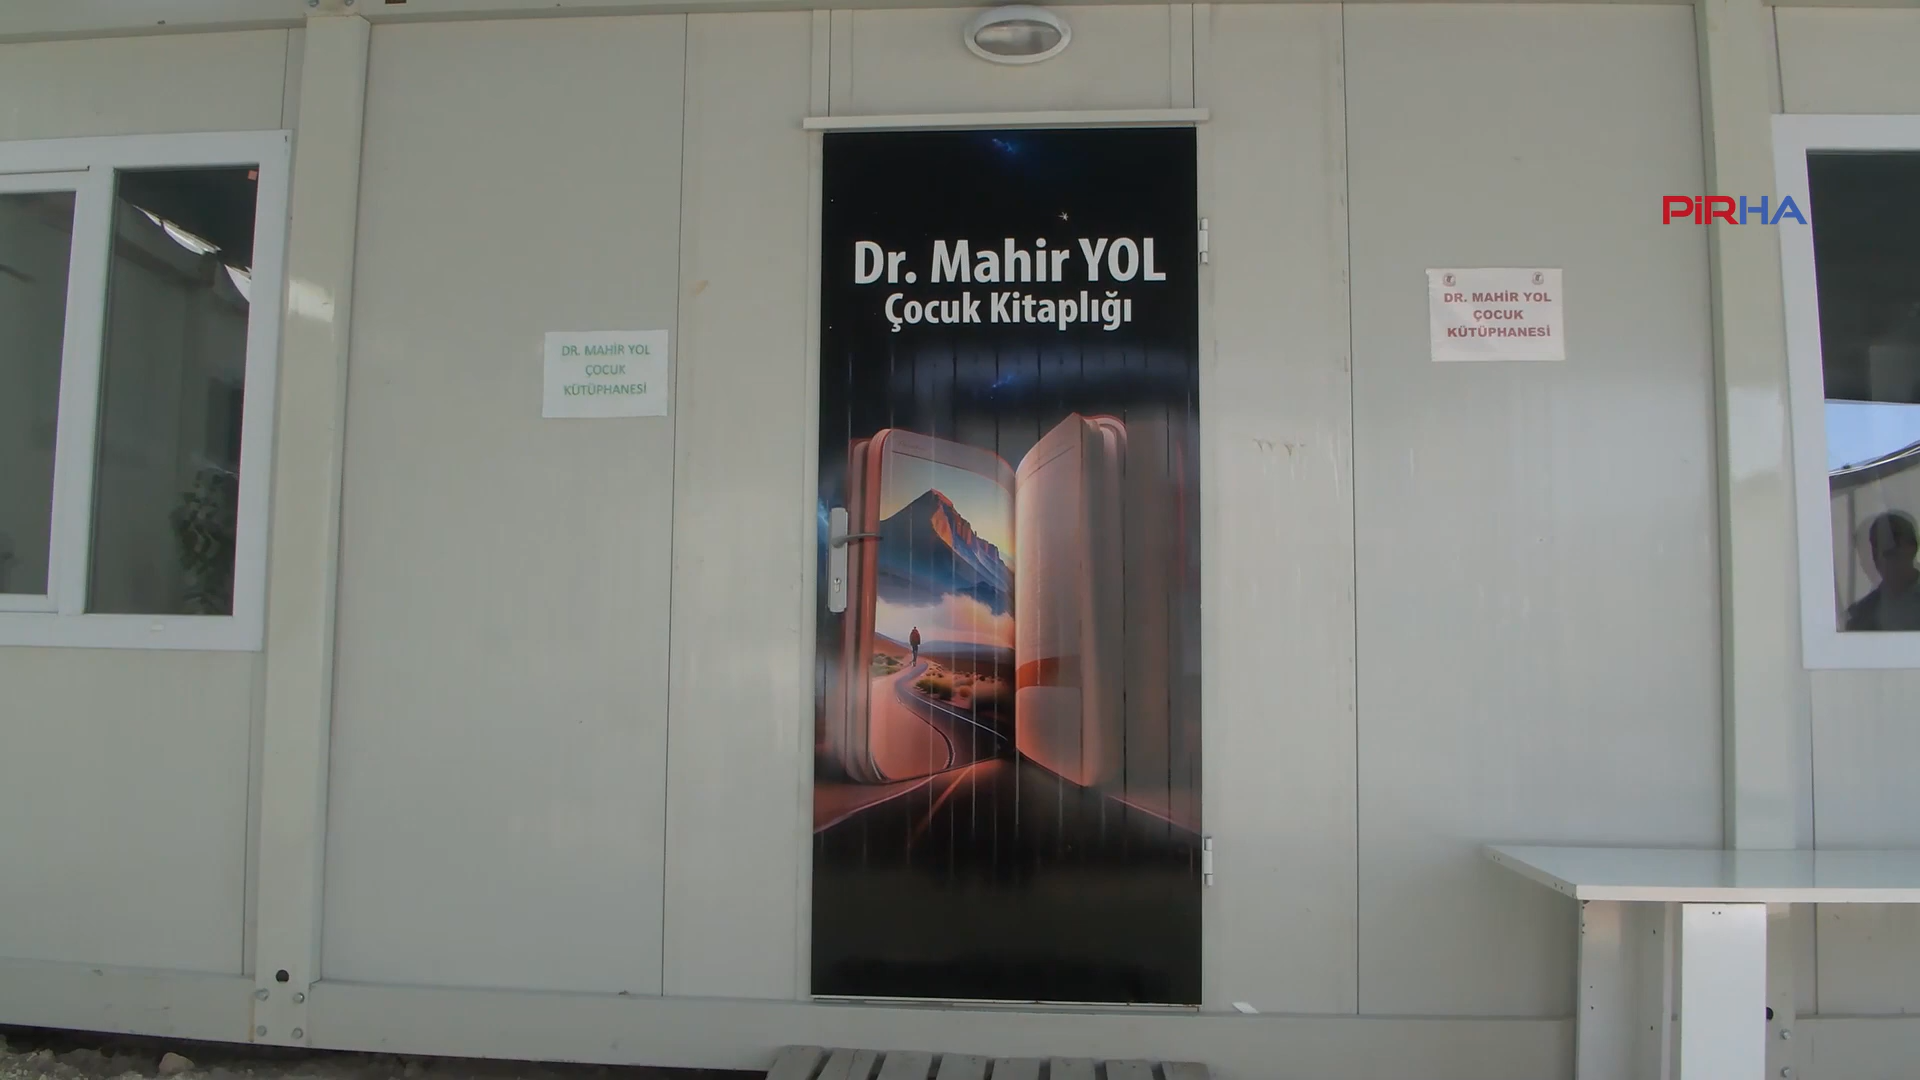 PİRHA
Dr. Mahir YOL
Çocuk Kitaplığı
DR. MAHİR YOL
ÇOCUK
KÜTÜPHANESİ
DR. MAHİR YOL
ÇOCUK
KÜTÜPHANESİ